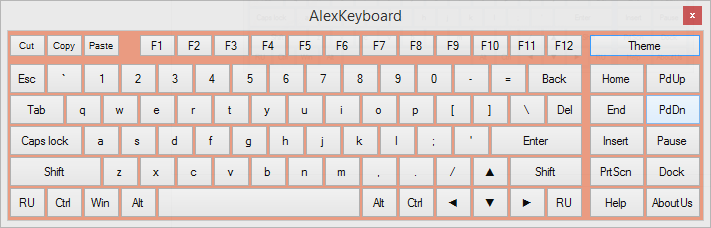 AlexKeyboard x
Cut Copy Paste F1 F2 F3 F4 F5 F6 F7 F8 F9 F10 F11 F12 Theme
Esc ` 1 2 3 4 5 6 7 8 9 0 - = Back Home PdUp
Tab q w e r t y u i o p [ ] \ Del End PdDn
Caps lock a s d f g h j k l ; ' Enter Insert Pause
Shift z x c v b n m , . / ▲ Shift PrtScn Dock
RU Ctrl Win Alt Alt Ctrl ◄ ▼ ► RU Help AboutUs